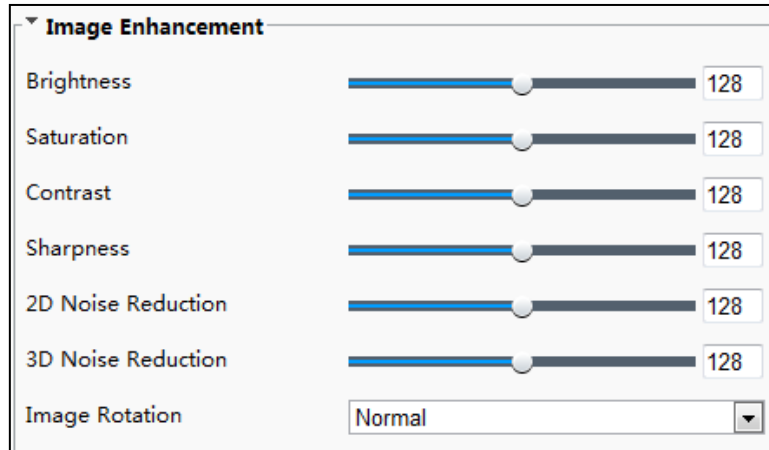 Image Enhancement
Brightness 128
Saturation 128
Contrast 128
Sharpness 128
2D Noise Reduction 128
3D Noise Reduction 128
Image Rotation Normal